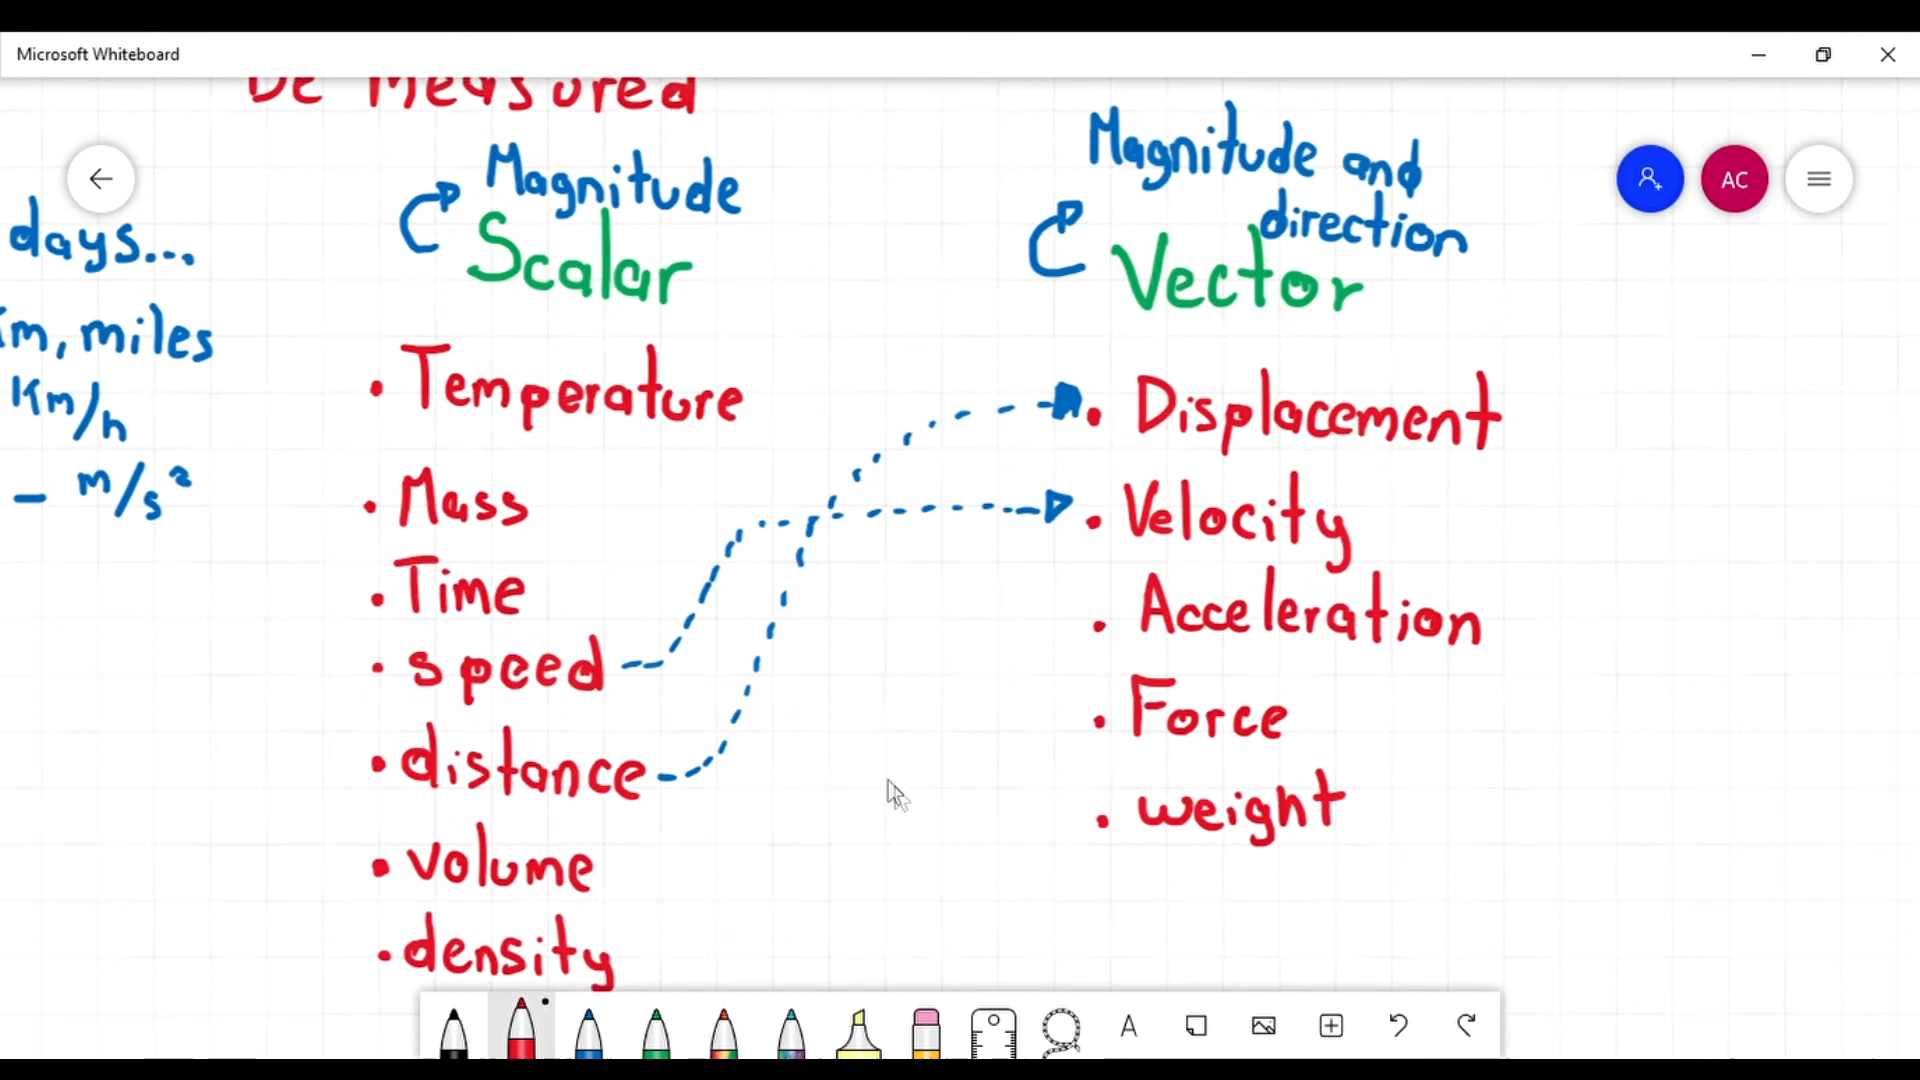 Microsoft Whiteboard
be measured
Magnitude
Scalar
Magnitude and
direction
Vector
AC
days...
Km, miles
Km/h
- m/s²
• Temperature
• Mass
• Time
• speed
• distance
• volume
• density
• Displacement
• Velocity
• Acceleration
• Force
• weight
A